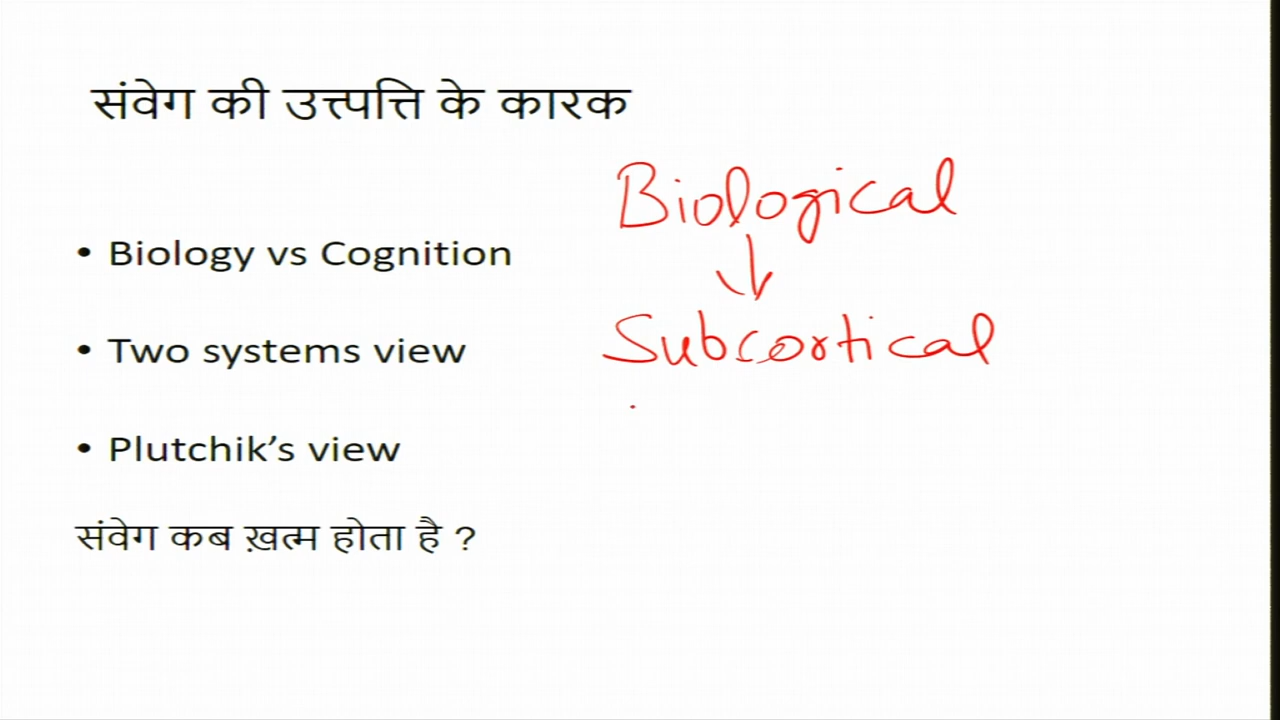 संवेग की उत्त्पत्ति के कारक
Biological
• Biology vs Cognition
Subcortical
• Two systems view
• Plutchik’s view
संवेग कब ख़त्म होता है ?